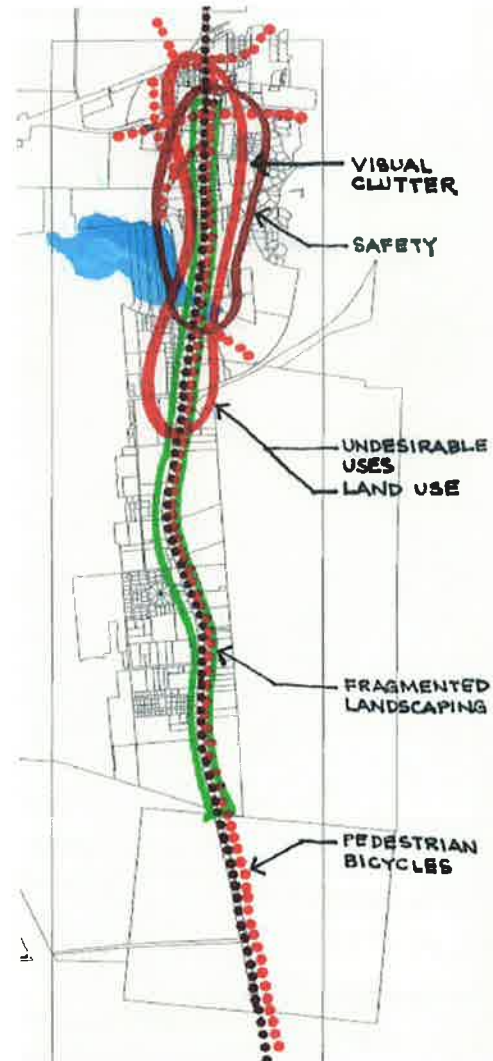 VISUAL
CLUTTER
SAFETY
UNDESIRABLE
USES
LAND USE
FRAGMENTED
LANDSCAPING
PEDESTRIAN
BICYCLES